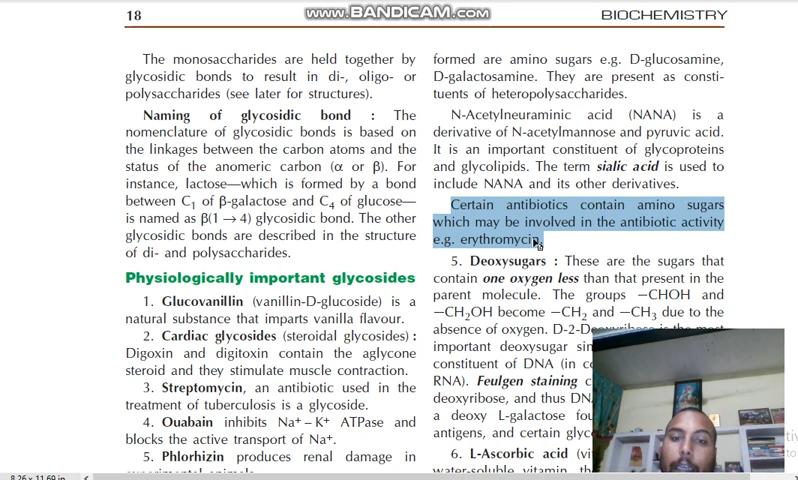 www.BANDICAM.com
18
BIOCHEMISTRY
The monosaccharides are held together by
glycosidic bonds to result in di-, oligo- or
polysaccharides (see later for structures).
Naming of glycosidic bond : The
nomenclature of glycosidic bonds is based on
the linkages between the carbon atoms and the
status of the anomeric carbon (α or β). For
instance, lactose—which is formed by a bond
between C₁ of β-galactose and C₄ of glucose—
is named as β(1 → 4) glycosidic bond. The other
glycosidic bonds are described in the structure
of di- and polysaccharides.
Physiologically important glycosides
1. Glucovanillin (vanillin-D-glucoside) is a
natural substance that imparts vanilla flavour.
2. Cardiac glycosides (steroidal glycosides) :
Digoxin and digitoxin contain the aglycone
steroid and they stimulate muscle contraction.
3. Streptomycin, an antibiotic used in the
treatment of tuberculosis is a glycoside.
4. Ouabain inhibits Na⁺ – K⁺ ATPase and
blocks the active transport of Na⁺.
5. Phlorhizin produces renal damage in
formed are amino sugars e.g. D-glucosamine,
D-galactosamine. They are present as consti-
tuents of heteropolysaccharides.
N-Acetylneuraminic acid (NANA) is a
derivative of N-acetylmannose and pyruvic acid.
It is an important constituent of glycoproteins
and glycolipids. The term sialic acid is used to
include NANA and its other derivatives.
Certain antibiotics contain amino sugars
which may be involved in the antibiotic activity
e.g. erythromycin.
5. Deoxysugars : These are the sugars that
contain one oxygen less than that present in the
parent molecule. The groups —CHOH and
—CH₂OH become —CH₂ and —CH₃ due to the
absence of oxygen. D-2-Deoxyribose is the most
important deoxysugar
constituent of DNA (in
RNA). Feulgen staining
deoxyribose, and thus
a deoxy L-galactose
antigens, and certain
6. L-Ascorbic acid
water-soluble vitamin,
8.26 x 11.69 in